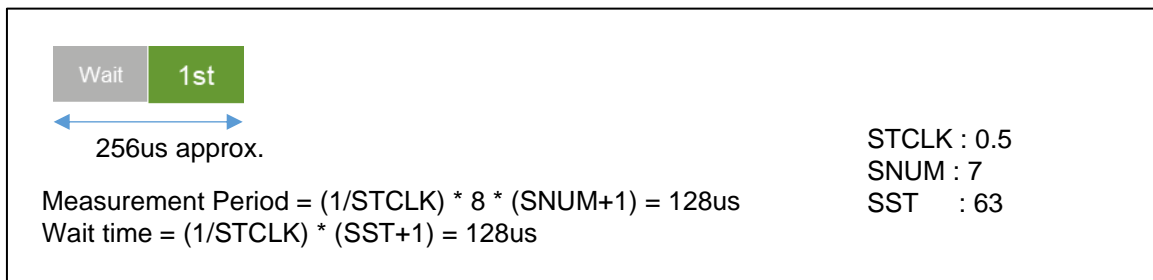 Wait 1st
256us approx.
STCLK : 0.5
SNUM : 7
SST : 63
Measurement Period = (1/STCLK) * 8 * (SNUM+1) = 128us
Wait time = (1/STCLK) * (SST+1) = 128us